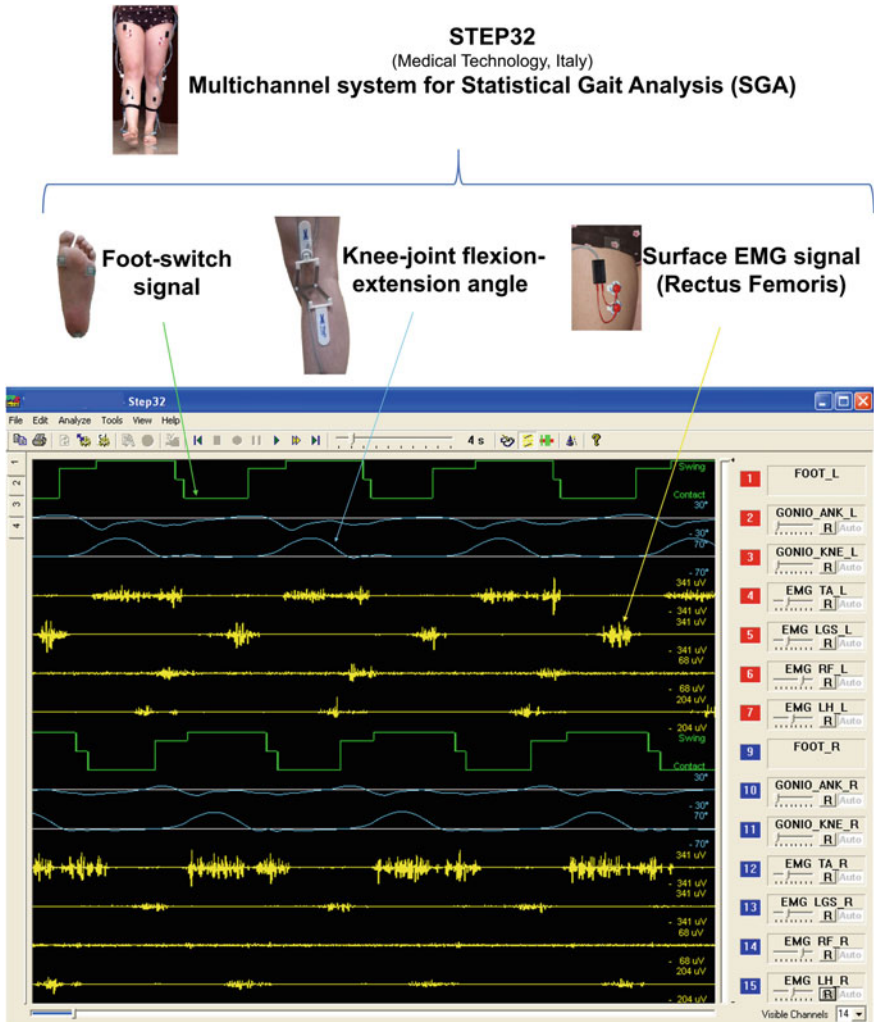 STEP32
(Medical Technology, Italy)
Multichannel system for Statistical Gait Analysis (SGA)
Foot-switch
signal
Knee-joint flexion-
extension angle
Surface EMG signal
(Rectus Femoris)
Step32
File Edit Analyze Tools View Help
4 s
1
2
3
4
Swing
Contact
30°
- 30°
70°
- 70°
341 uV
- 341 uV
341 uV
- 341 uV
68 uV
- 68 uV
204 uV
- 204 uV
Swing
Contact
30°
- 30°
70°
- 70°
341 uV
- 341 uV
341 uV
- 341 uV
68 uV
- 68 uV
204 uV
- 204 uV
1 FOOT_L
2 GONIO_ANK_L
R Auto
3 GONIO_KNE_L
R Auto
4 EMG TA_L
R Auto
5 EMG LGS_L
R Auto
6 EMG RF_L
R Auto
7 EMG LH_L
R Auto
9 FOOT_R
10 GONIO_ANK_R
R Auto
11 GONIO_KNE_R
R Auto
12 EMG TA_R
R Auto
13 EMG LGS_R
R Auto
14 EMG RF_R
R Auto
15 EMG LH_R
R Auto
Visible Channels 14